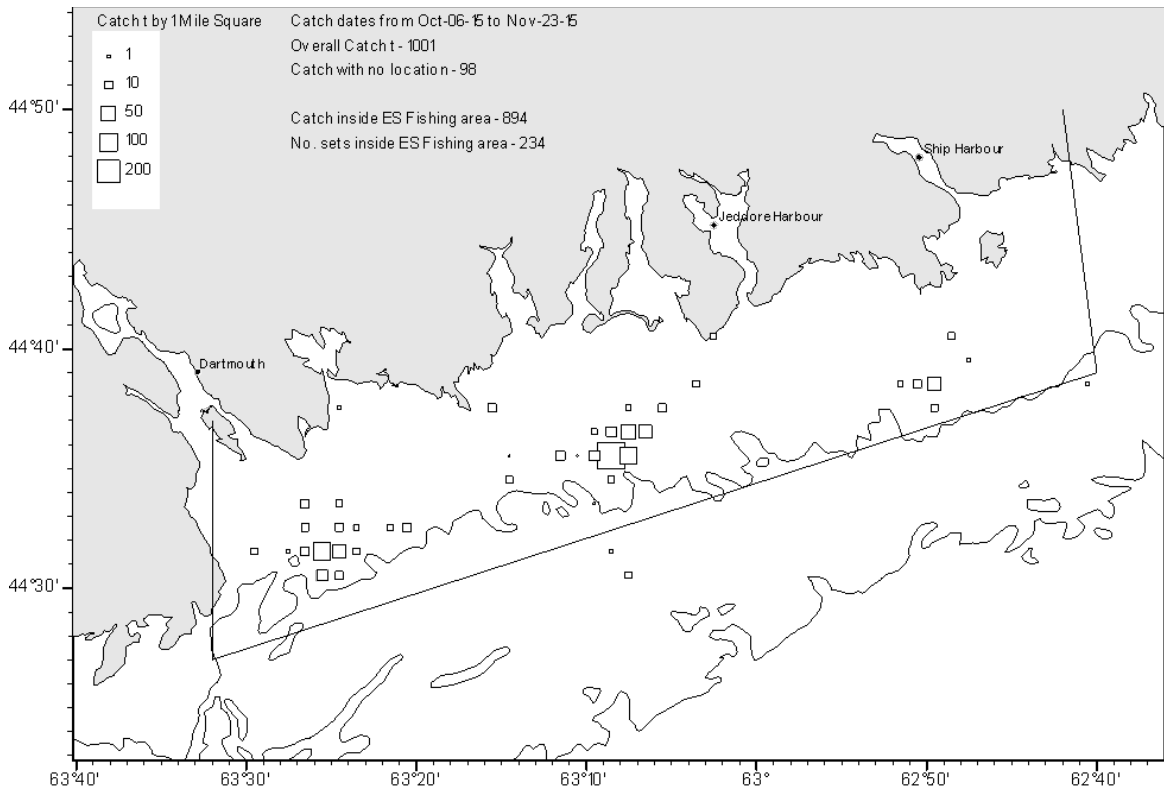 Catch t by 1 Mile Square
1
10
50
100
200
Catch dates from Oct-06-15 to Nov-23-15
Overall Catch t - 1001
Catch with no location - 98
Catch inside ES Fishing area - 894
No. sets inside ES Fishing area - 234
44°50'
Ship Harbour
Jeddore Harbour
44°40'
Dartmouth
44°30'
63°40'
63°30'
63°20'
63°10'
63°
62°50'
62°40'